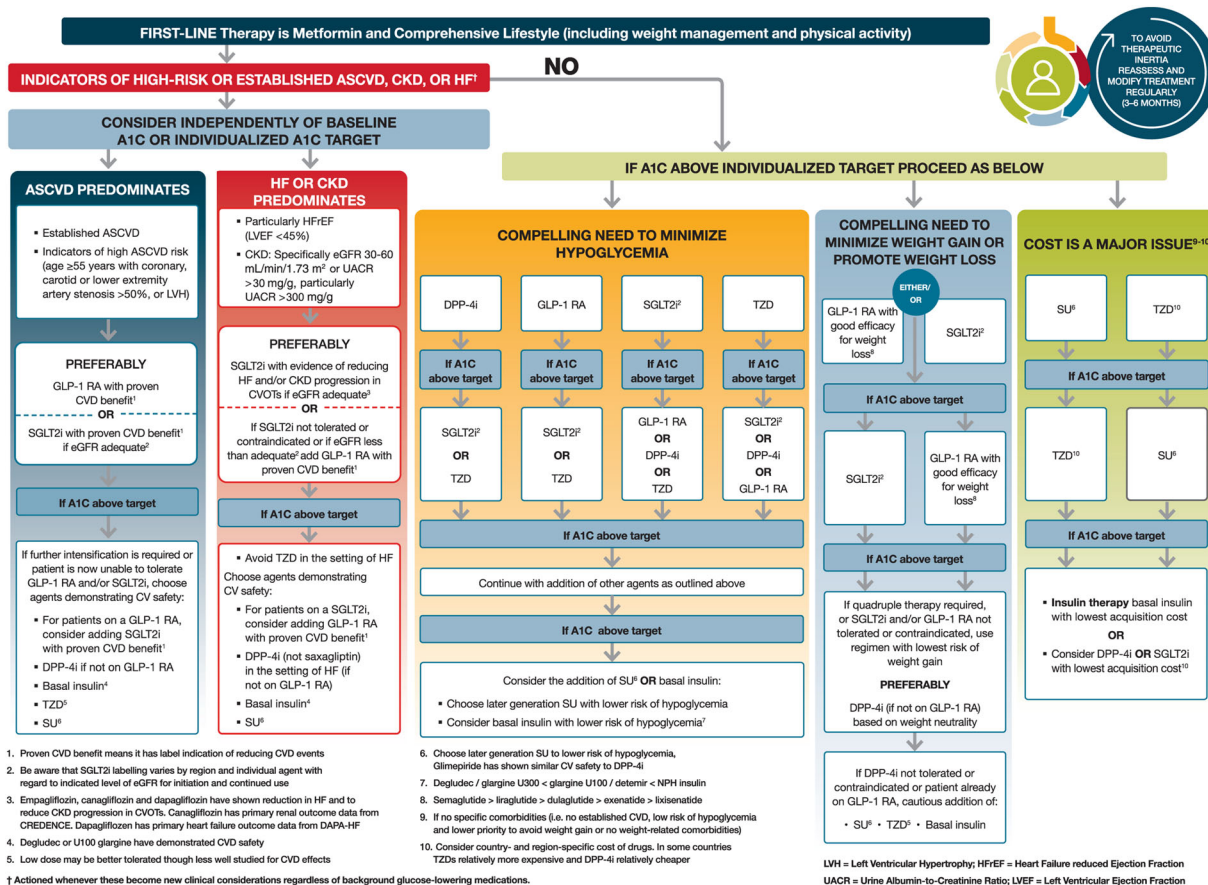 FIRST-LINE Therapy is Metformin and Comprehensive Lifestyle (including weight management and physical activity)
TO AVOID
THERAPEUTIC
INERTIA
REASSESS AND
MODIFY TREATMENT
REGULARLY
(3–6 MONTHS)
INDICATORS OF HIGH-RISK OR ESTABLISHED ASCVD, CKD, OR HF†
NO
CONSIDER INDEPENDENTLY OF BASELINE
A1C OR INDIVIDUALIZED A1C TARGET
IF A1C ABOVE INDIVIDUALIZED TARGET PROCEED AS BELOW
ASCVD PREDOMINATES
▪ Established ASCVD
▪ Indicators of high ASCVD risk
(age ≥55 years with coronary,
carotid or lower extremity
artery stenosis >50%, or LVH)
PREFERABLY
GLP-1 RA with proven
CVD benefit¹
OR
SGLT2i with proven CVD benefit¹
if eGFR adequate²
If A1C above target
If further intensification is required or
patient is now unable to tolerate
GLP-1 RA and/or SGLT2i, choose
agents demonstrating CV safety:
▪ For patients on a GLP-1 RA,
consider adding SGLT2i
with proven CVD benefit¹
▪ DPP-4i if not on GLP-1 RA
▪ Basal insulin⁴
▪ TZD⁵
▪ SU⁶
HF OR CKD
PREDOMINATES
▪ Particularly HFrEF
(LVEF <45%)
▪ CKD: Specifically eGFR 30-60
mL/min/1.73 m² or UACR
>30 mg/g, particularly
UACR >300 mg/g
PREFERABLY
SGLT2i with evidence of reducing
HF and/or CKD progression in
CVOTs if eGFR adequate³
OR
If SGLT2i not tolerated or
contraindicated or if eGFR less
than adequate² add GLP-1 RA with
proven CVD benefit¹
If A1C above target
▪ Avoid TZD in the setting of HF
Choose agents demonstrating
CV safety:
▪ For patients on a SGLT2i,
consider adding GLP-1 RA
with proven CVD benefit¹
▪ DPP-4i (not saxagliptin)
in the setting of HF (if
not on GLP-1 RA)
▪ Basal insulin⁴
▪ SU⁶
COMPELLING NEED TO MINIMIZE
HYPOGLYCEMIA
DPP-4i
GLP-1 RA
SGLT2i²
TZD
If A1C
above target
If A1C
above target
If A1C
above target
If A1C
above target
SGLT2i²
OR
TZD
SGLT2i²
OR
TZD
GLP-1 RA
OR
DPP-4i
OR
TZD
SGLT2i²
OR
DPP-4i
OR
GLP-1 RA
If A1C above target
Continue with addition of other agents as outlined above
If A1C above target
Consider the addition of SU⁶ OR basal insulin:
▪ Choose later generation SU with lower risk of hypoglycemia
▪ Consider basal insulin with lower risk of hypoglycemia⁷
COMPELLING NEED TO
MINIMIZE WEIGHT GAIN OR
PROMOTE WEIGHT LOSS
EITHER/
OR
GLP-1 RA with
good efficacy
for weight
loss⁸
SGLT2i²
If A1C above target
SGLT2i²
GLP-1 RA with
good efficacy
for weight
loss⁸
If A1C above target
If quadruple therapy required,
or SGLT2i and/or GLP-1 RA not
tolerated or contraindicated, use
regimen with lowest risk of
weight gain
PREFERABLY
DPP-4i (if not on GLP-1 RA)
based on weight neutrality
If DPP-4i not tolerated or
contraindicated or patient already
on GLP-1 RA, cautious addition of:
• SU⁶ • TZD⁵ • Basal insulin
COST IS A MAJOR ISSUE⁹⁻¹⁰
SU⁶
TZD¹⁰
If A1C above target
TZD¹⁰
SU⁶
If A1C above target
▪ Insulin therapy basal insulin
with lowest acquisition cost
OR
▪ Consider DPP-4i OR SGLT2i
with lowest acquisition cost¹⁰
1. Proven CVD benefit means it has label indication of reducing CVD events
2. Be aware that SGLT2i labelling varies by region and individual agent with
regard to indicated level of eGFR for initiation and continued use
3. Empagliflozin, canagliflozin and dapagliflozin have shown reduction in HF and to
reduce CKD progression in CVOTs. Canagliflozin has primary renal outcome data from
CREDENCE. Dapagliflozen has primary heart failure outcome data from DAPA-HF
4. Degludec or U100 glargine have demonstrated CVD safety
5. Low dose may be better tolerated though less well studied for CVD effects
6. Choose later generation SU to lower risk of hypoglycemia,
Glimepiride has shown similar CV safety to DPP-4i
7. Degludec / glargine U300 < glargine U100 / detemir < NPH insulin
8. Semaglutide > liraglutide > dulaglutide > exenatide > lixisenatide
9. If no specific comorbidities (i.e. no established CVD, low risk of hypoglycemia
and lower priority to avoid weight gain or no weight-related comorbidities)
10. Consider country- and region-specific cost of drugs. In some countries
TZDs relatively more expensive and DPP-4i relatively cheaper
† Actioned whenever these become new clinical considerations regardless of background glucose-lowering medications.
LVH = Left Ventricular Hypertrophy; HFrEF = Heart Failure reduced Ejection Fraction
UACR = Urine Albumin-to-Creatinine Ratio; LVEF = Left Ventricular Ejection Fraction